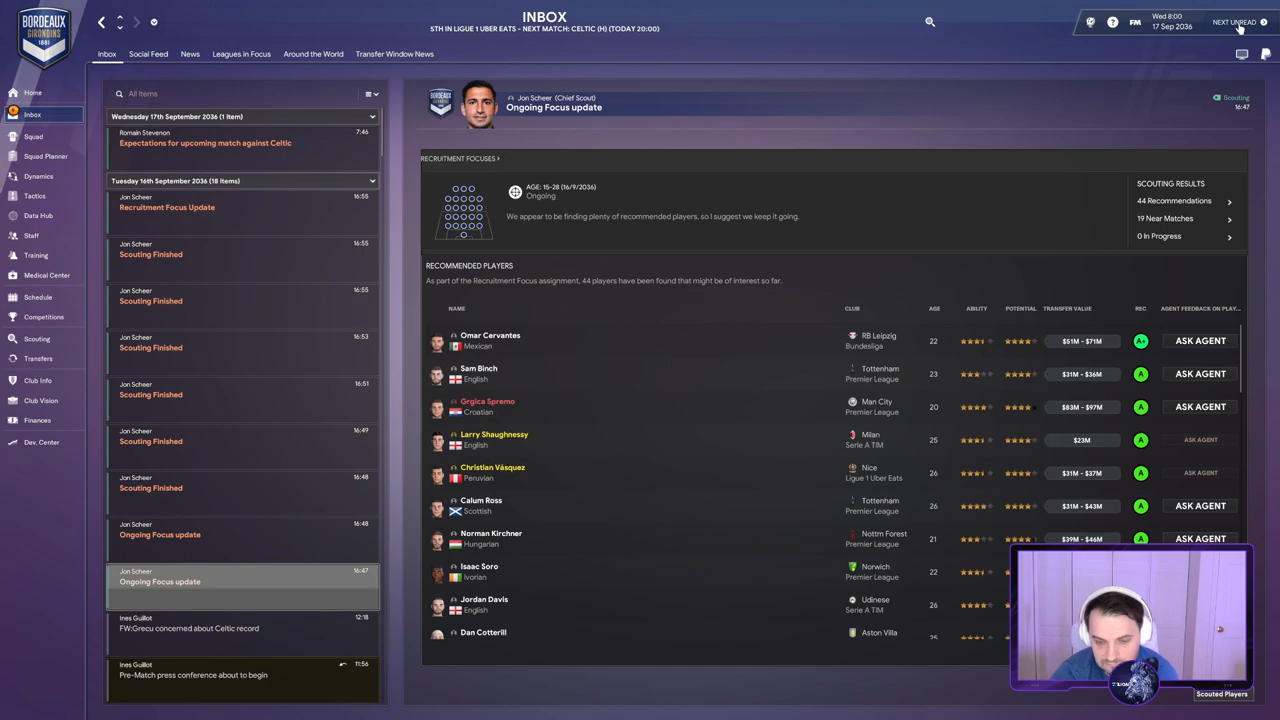 BORDEAUX
GIRONDINS
1881
INBOX
5TH IN LIGUE 1 UBER EATS - NEXT MATCH: CELTIC (H) (TODAY 20:00)
FM
Wed 8:00
17 Sep 2036
NEXT UNREAD
Inbox
Social Feed
News
Leagues in Focus
Around the World
Transfer Window News
Home
Inbox
Squad
Squad Planner
Dynamics
Tactics
Data Hub
Staff
Training
Medical Center
Schedule
Competitions
Scouting
Transfers
Club Info
Club Vision
Finances
Dev. Center
All Items
Wednesday 17th September 2036 (1 item)
Romain Stevenon 7:46
Expectations for upcoming match against Celtic
Tuesday 16th September 2036 (18 items)
Jon Scheer 16:55
Recruitment Focus Update
Jon Scheer 16:55
Scouting Finished
Jon Scheer 16:55
Scouting Finished
Jon Scheer 16:53
Scouting Finished
Jon Scheer 16:51
Scouting Finished
Jon Scheer 16:49
Scouting Finished
Jon Scheer 16:48
Scouting Finished
Jon Scheer 16:48
Ongoing Focus update
Jon Scheer 16:47
Ongoing Focus update
Ines Guillot 12:18
FW:Grecu concerned about Celtic record
Ines Guillot 11:56
Pre-Match press conference about to begin
Jon Scheer (Chief Scout)
Ongoing Focus update
Scouting
16:47
RECRUITMENT FOCUSES >
AGE: 15-28 (16/9/2036)
Ongoing
We appear to be finding plenty of recommended players, so I suggest we keep it going.
SCOUTING RESULTS
44 Recommendations
19 Near Matches
0 In Progress
RECOMMENDED PLAYERS
As part of the Recruitment Focus assignment, 44 players have been found that might be of interest so far.
NAME CLUB AGE ABILITY POTENTIAL TRANSFER VALUE REC AGENT FEEDBACK ON PLAY...
Omar Cervantes RB Leipzig 22 $51M - $71M A+ ASK AGENT
Mexican Bundesliga
Sam Binch Tottenham 23 $31M - $36M A ASK AGENT
English Premier League
Grgica Spremo Man City 20 $83M - $97M A ASK AGENT
Croatian Premier League
Larry Shaughnessy Milan 25 $23M A ASK AGENT
English Serie A TIM
Christian Vásquez Nice 26 $31M - $37M A ASK AGENT
Peruvian Ligue 1 Uber Eats
Calum Ross Tottenham 26 $31M - $43M A ASK AGENT
Scottish Premier League
Norman Kirchner Nottm Forest 21 $39M - $46M A ASK AGENT
Hungarian Premier League
Isaac Soro Norwich 22
Ivorian Premier League
Jordan Davis Udinese 26
English Serie A TIM
Dan Cotterill Aston Villa 25
Scouted Players